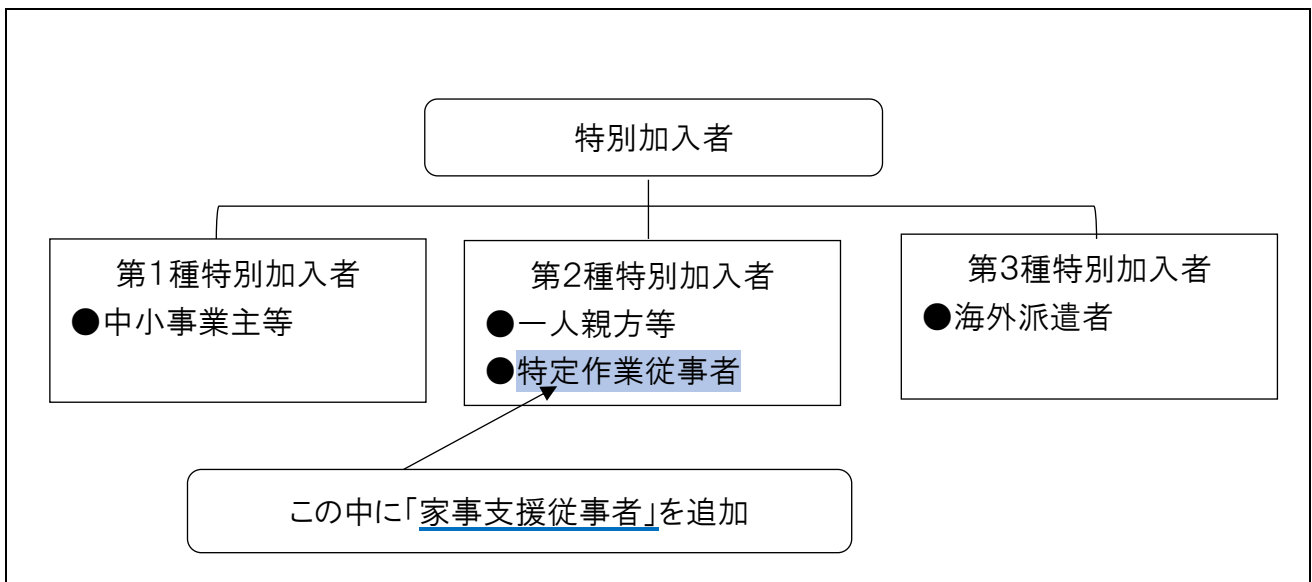 特別加入者
第1種特別加入者
●中小事業主等
第2種特別加入者
●一人親方等
●特定作業従事者
第3種特別加入者
●海外派遣者
この中に「家事支援従事者」を追加